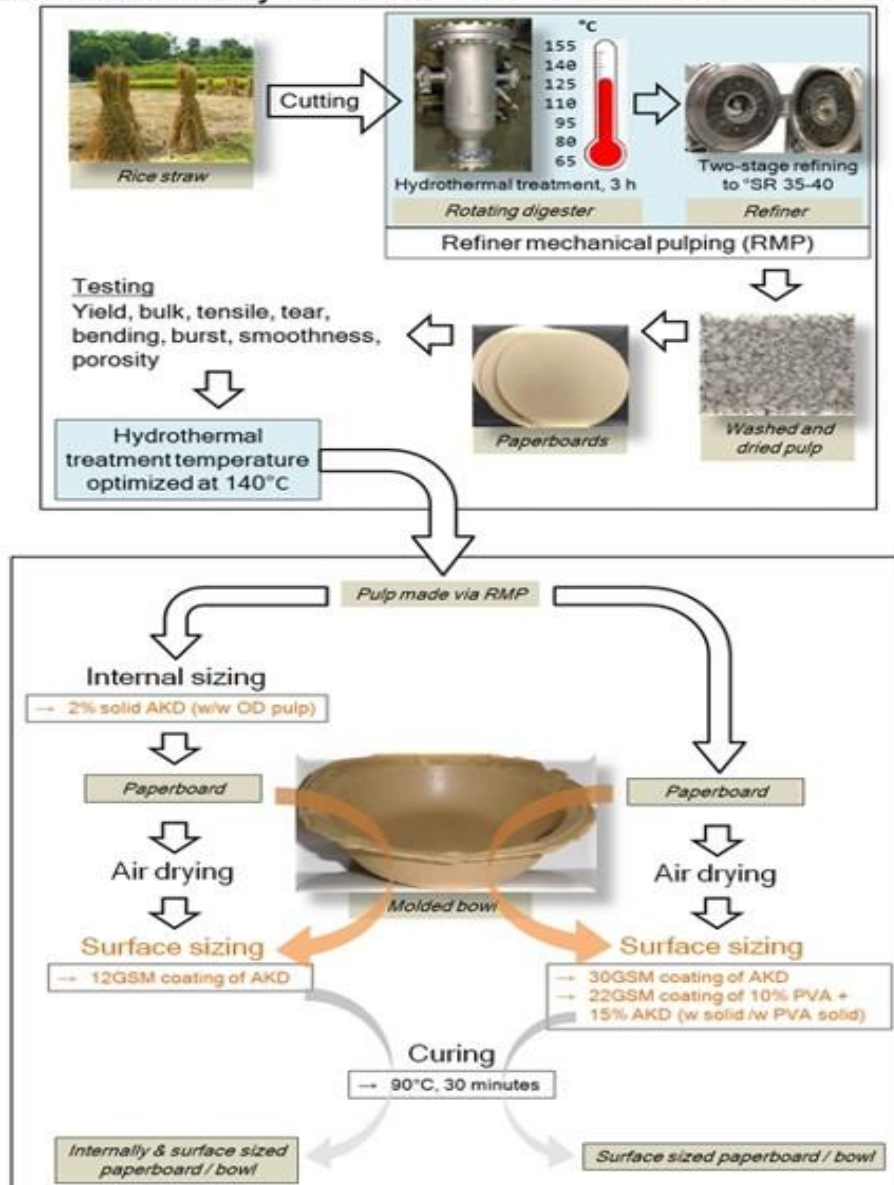 °C
155
140
125
110
95
80
65
Cutting
Rice straw
Hydrothermal treatment, 3 h
Rotating digester
Two-stage refining
to °SR 35-40
Refiner
Refiner mechanical pulping (RMP)
Testing
Yield, bulk, tensile, tear,
bending, burst, smoothness,
porosity
Paperboards
Washed and
dried pulp
Hydrothermal
treatment temperature
optimized at 140°C
Pulp made via RMP
Internal sizing
→ 2% solid AKD (w/w OD pulp)
Paperboard
Paperboard
Air drying
Air drying
Molded bowl
Surface sizing
→ 12GSM coating of AKD
Surface sizing
→ 30GSM coating of AKD
→ 22GSM coating of 10% PVA +
15% AKD (w solid /w PVA solid)
Curing
→ 90°C, 30 minutes
Internally & surface sized
paperboard / bowl
Surface sized paperboard / bowl